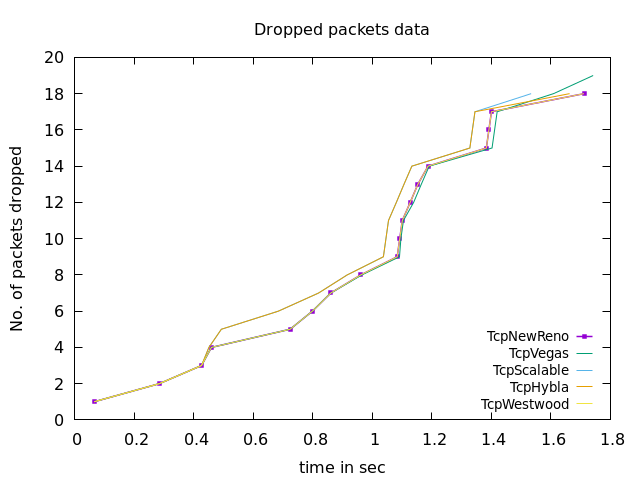 Dropped packets data
No. of packets dropped
20
18
16
14
12
10
8
6
4
2
0
TcpNewReno
TcpVegas
TcpScalable
TcpHybla
TcpWestwood
0 0.2 0.4 0.6 0.8 1 1.2 1.4 1.6 1.8
time in sec